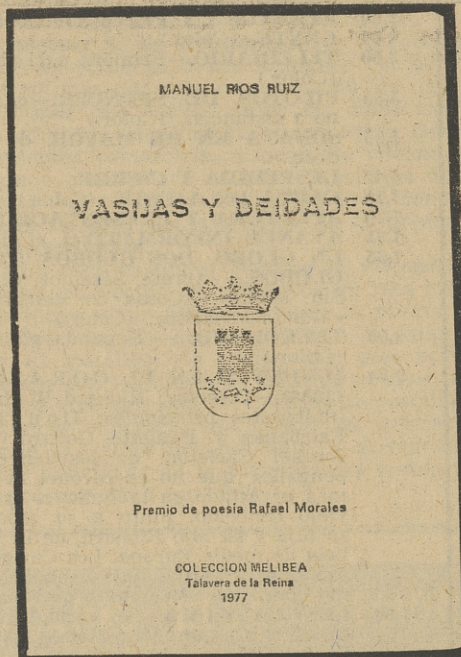 MANUEL RIOS RUIZ
VASIJAS Y DEIDADES
Premio de poesía Rafael Morales
COLECCION MELIBEA
Talavera de la Reina
1977